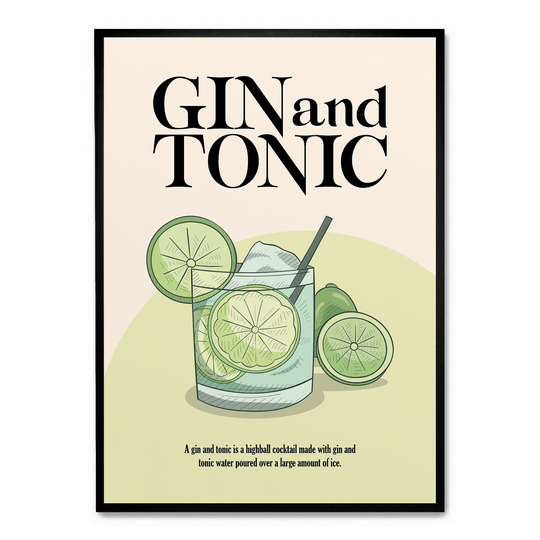 GIN and
TONIC
A gin and tonic is a highball cocktail made with gin and
tonic water poured over a large amount of ice.